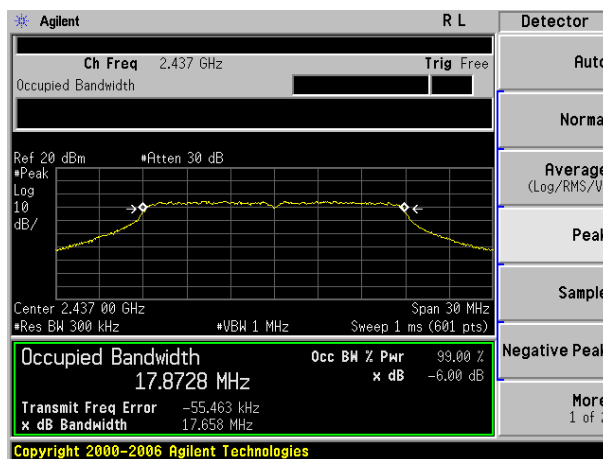 Agilent R L Detector
Ch Freq 2.437 GHz Trig Free
Occupied Bandwidth
Auto
Normal
Average
(Log/RMS/V
Peak
Sample
Negative Peak
More
1 of 2
Ref 20 dBm #Atten 30 dB
#Peak
Log
10
dB/
Center 2.437 00 GHz Span 30 MHz
#Res BW 300 kHz #VBW 1 MHz Sweep 1 ms (601 pts)
Occupied Bandwidth Occ BW % Pwr 99.00 %
17.8728 MHz x dB -6.00 dB
Transmit Freq Error -55.463 kHz
x dB Bandwidth 17.658 MHz
Copyright 2000-2006 Agilent Technologies